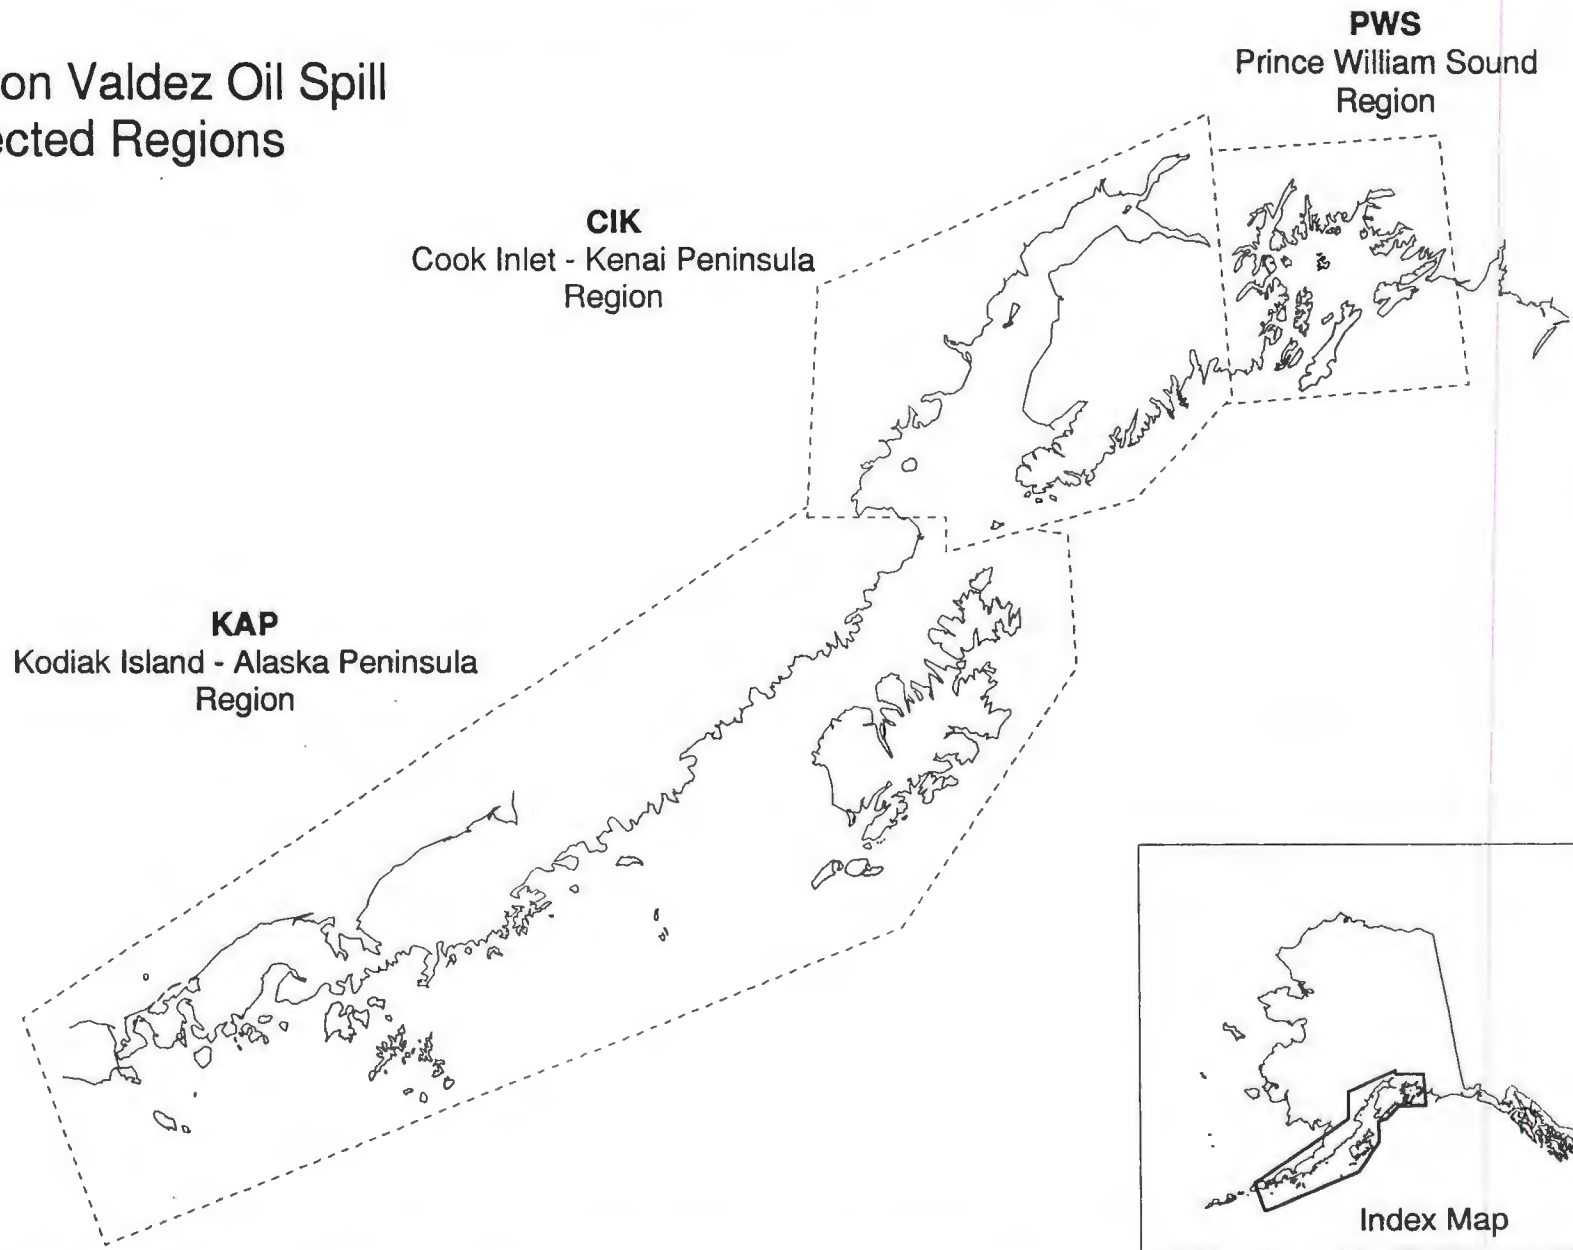 on Valdez Oil Spill
ected Regions
PWS
Prince William Sound
Region
CIK
Cook Inlet - Kenai Peninsula
Region
KAP
Kodiak Island - Alaska Peninsula
Region
Index Map